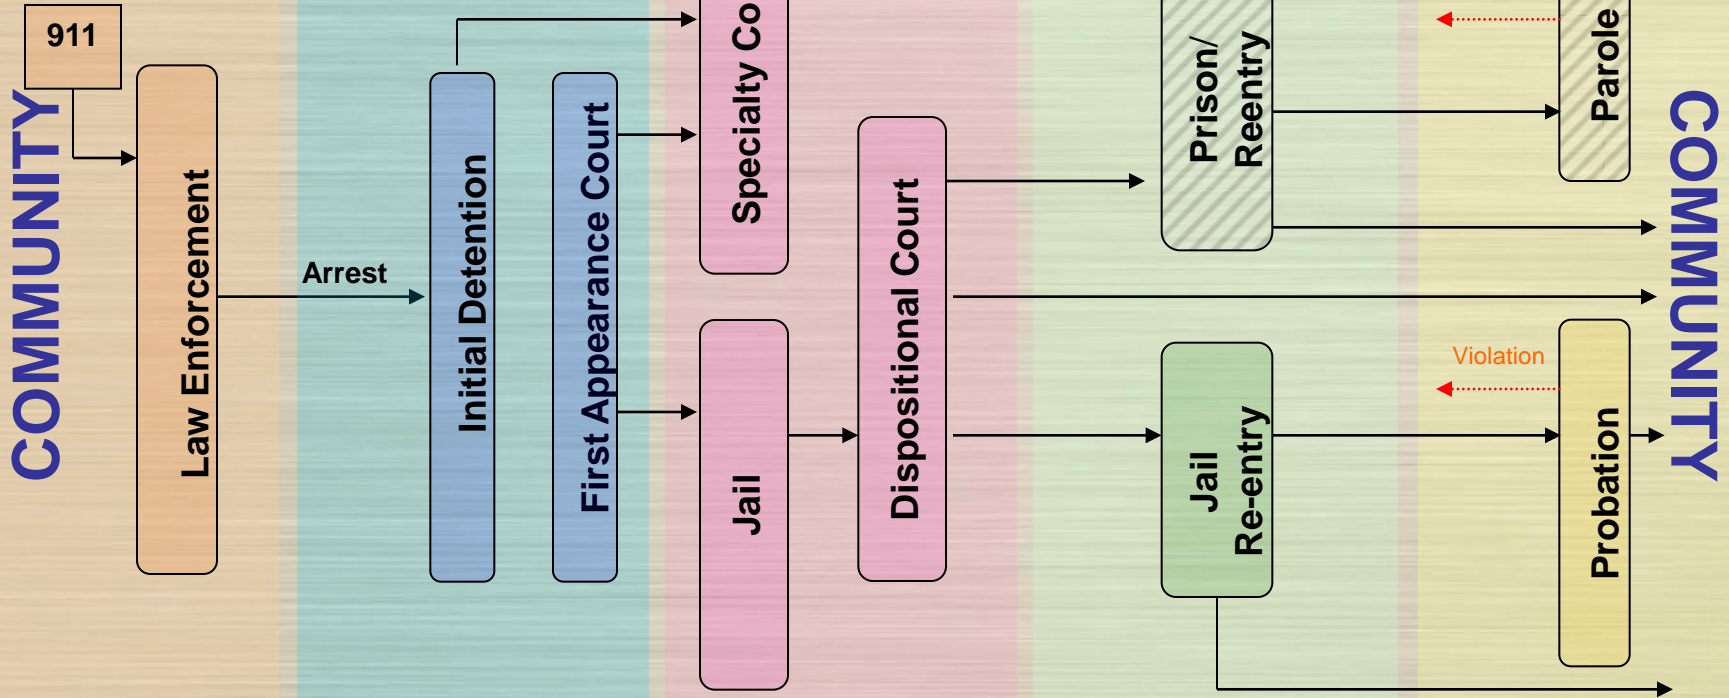 911
COMMUNITY
Law Enforcement
Arrest
Initial Detention
First Appearance Court
Specialty Co
Jail
Dispositional Court
Prison/
Reentry
Jail
Re-entry
Violation
Parole
Probation
COMMUNITY